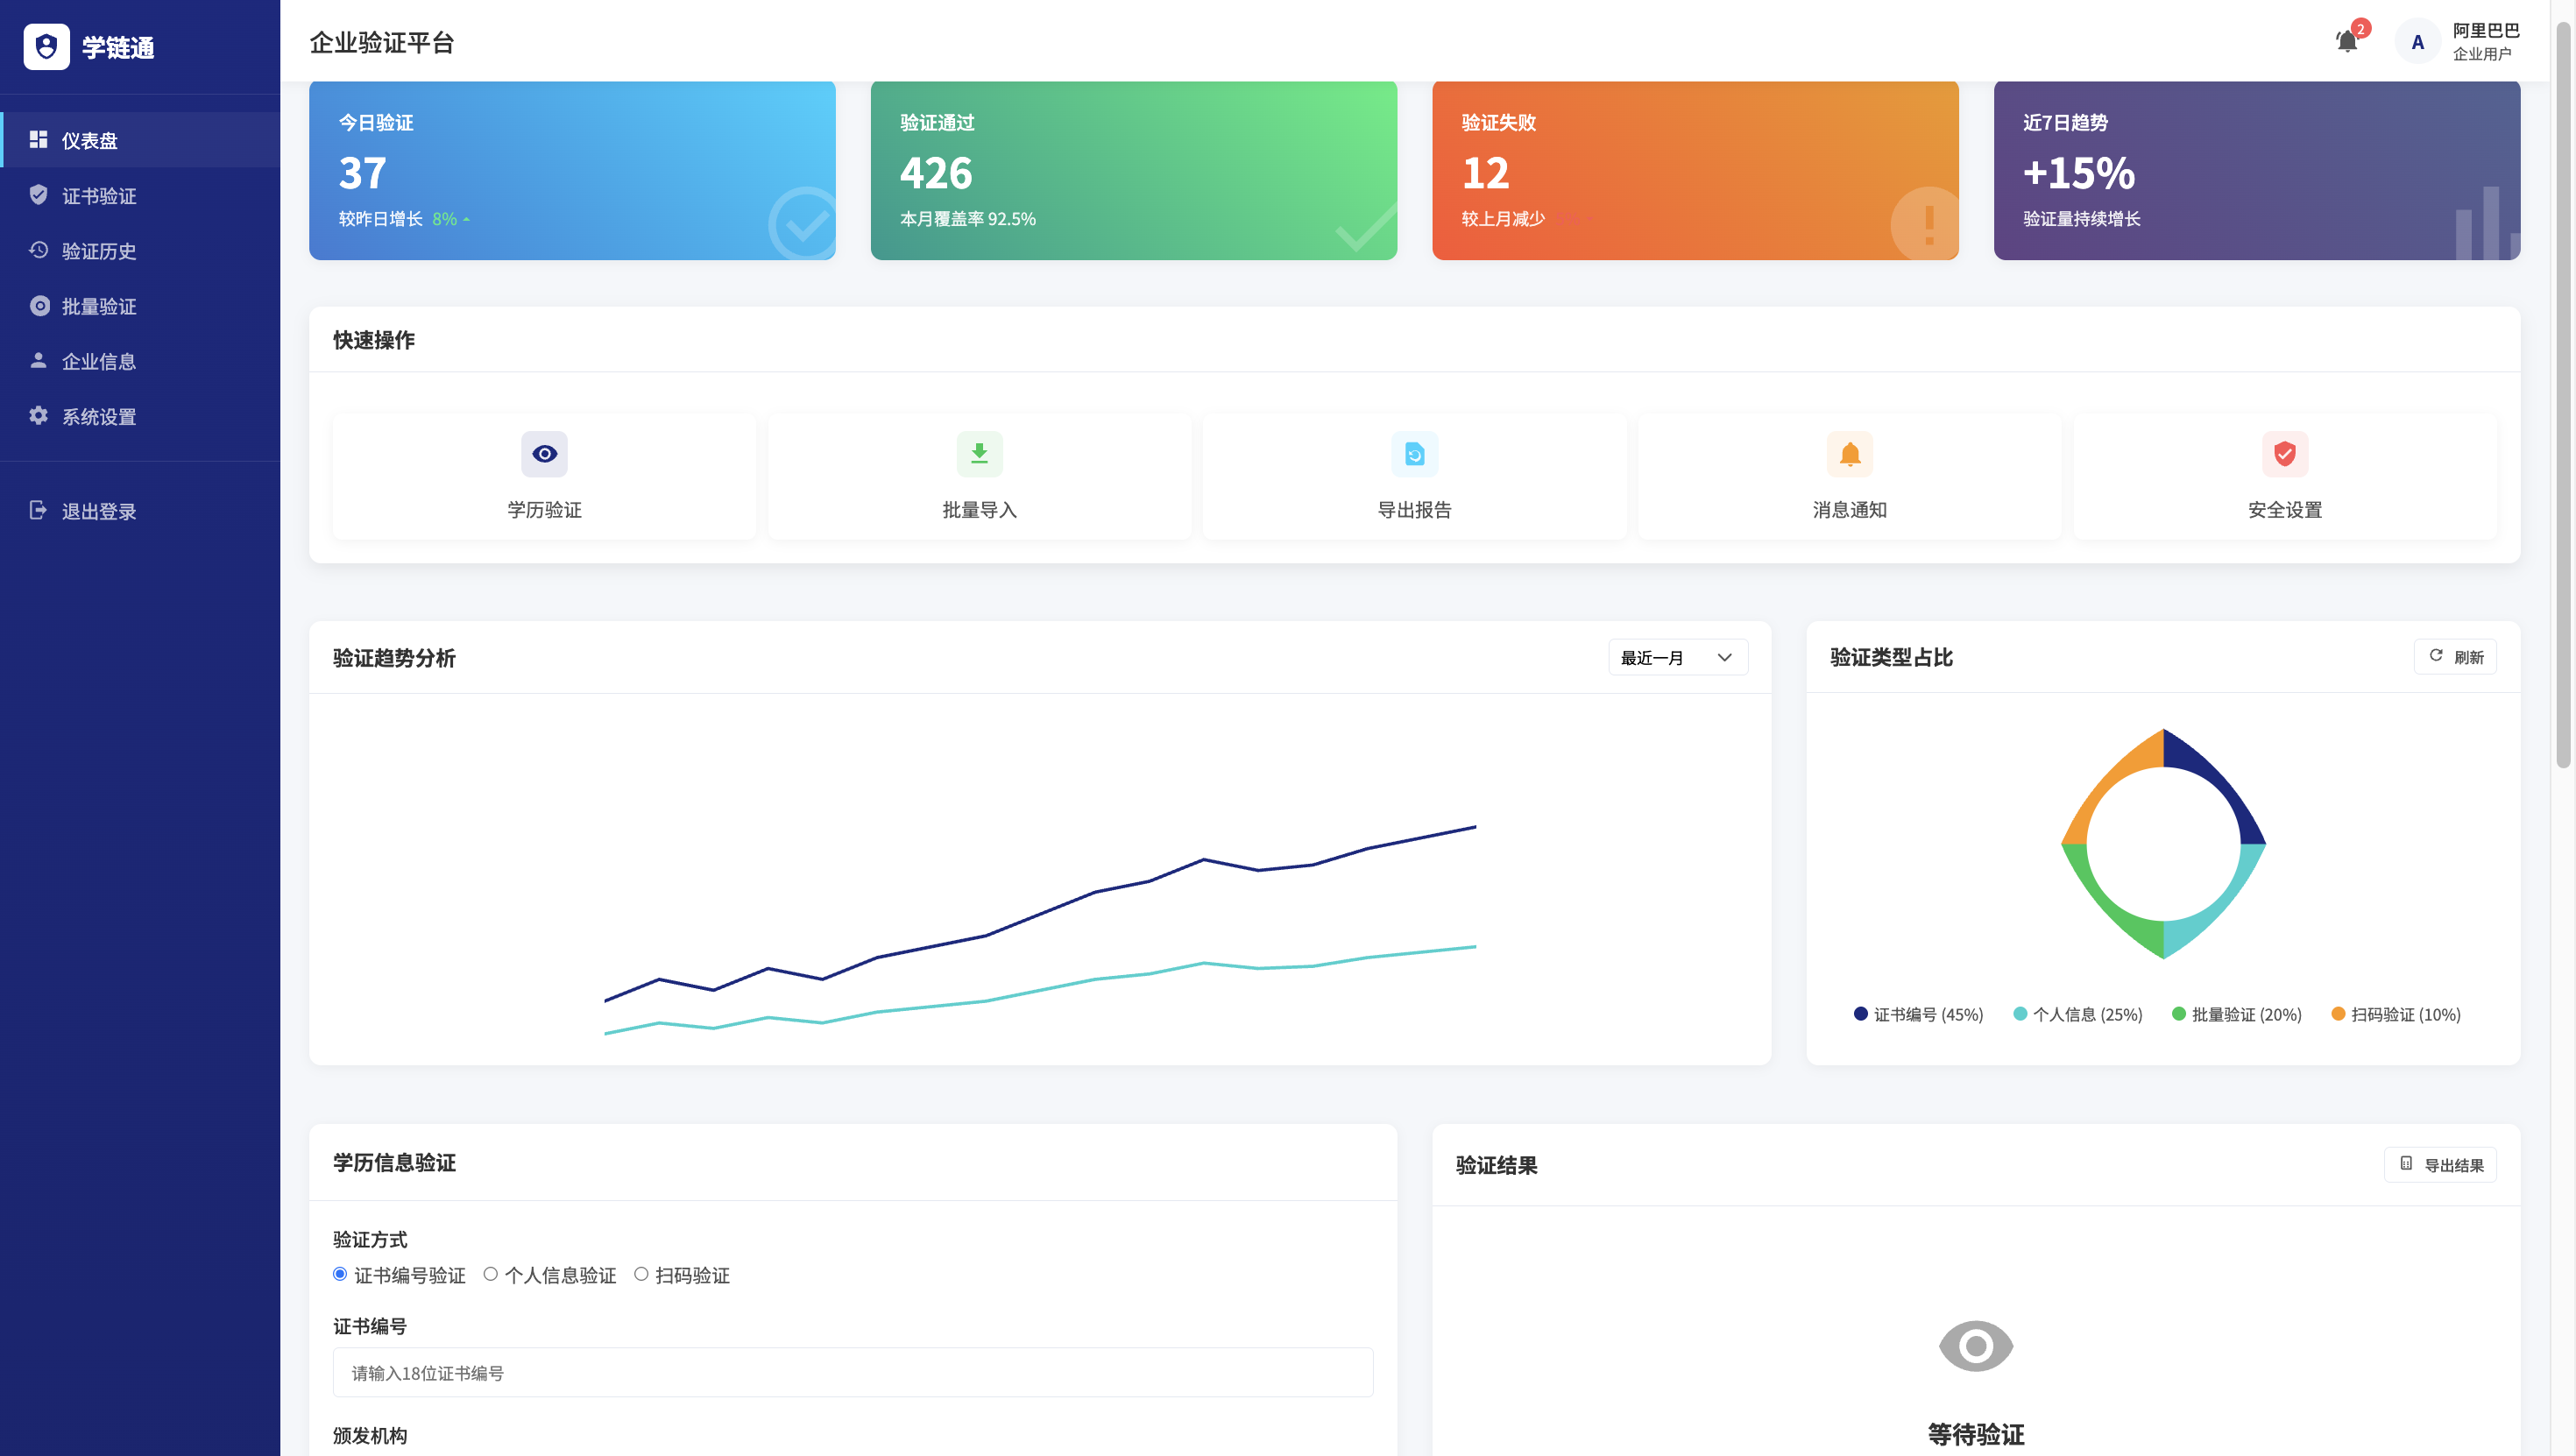 学链通
仪表盘
证书验证
验证历史
批量验证
企业信息
系统设置
退出登录
企业验证平台
2
A
阿里巴巴
企业用户
今日验证
37
较昨日增长 8%
验证通过
426
本月覆盖率 92.5%
验证失败
12
较上月减少
近7日趋势
+15%
验证量持续增长
快速操作
学历验证
批量导入
导出报告
消息通知
安全设置
验证趋势分析
最近一月
验证类型占比
刷新
证书编号 (45%)
个人信息 (25%)
批量验证 (20%)
扫码验证 (10%)
学历信息验证
验证方式
证书编号验证 个人信息验证 扫码验证
证书编号
请输入18位证书编号
颁发机构
验证结果
导出结果
等待验证